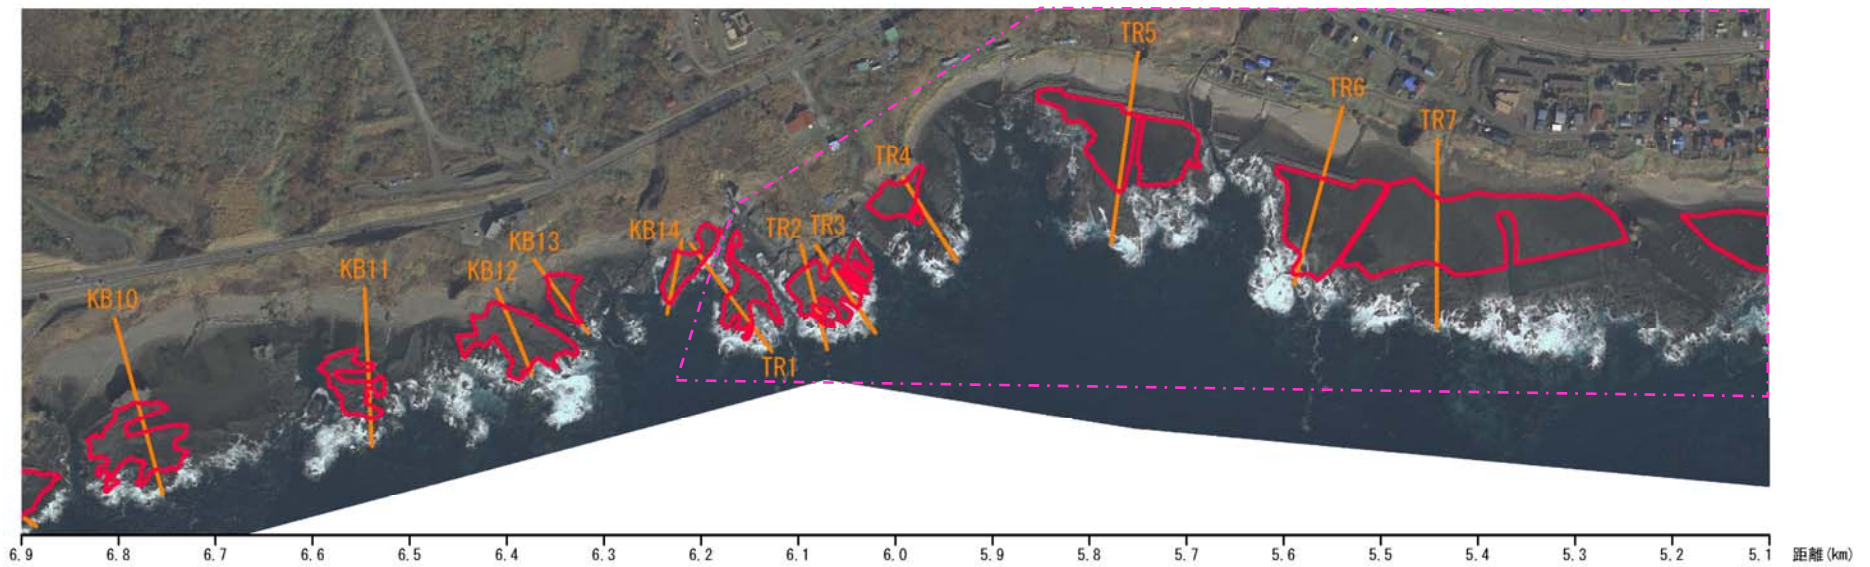 TR5
TR6
TR7
TR4
KB14
TR2
TR3
KB13
KB12
KB11
KB10
TR1
6.9 6.8 6.7 6.6 6.5 6.4 6.3 6.2 6.1 6.0 5.9 5.8 5.7 5.6 5.5 5.4 5.3 5.2 5.1 距離(km)